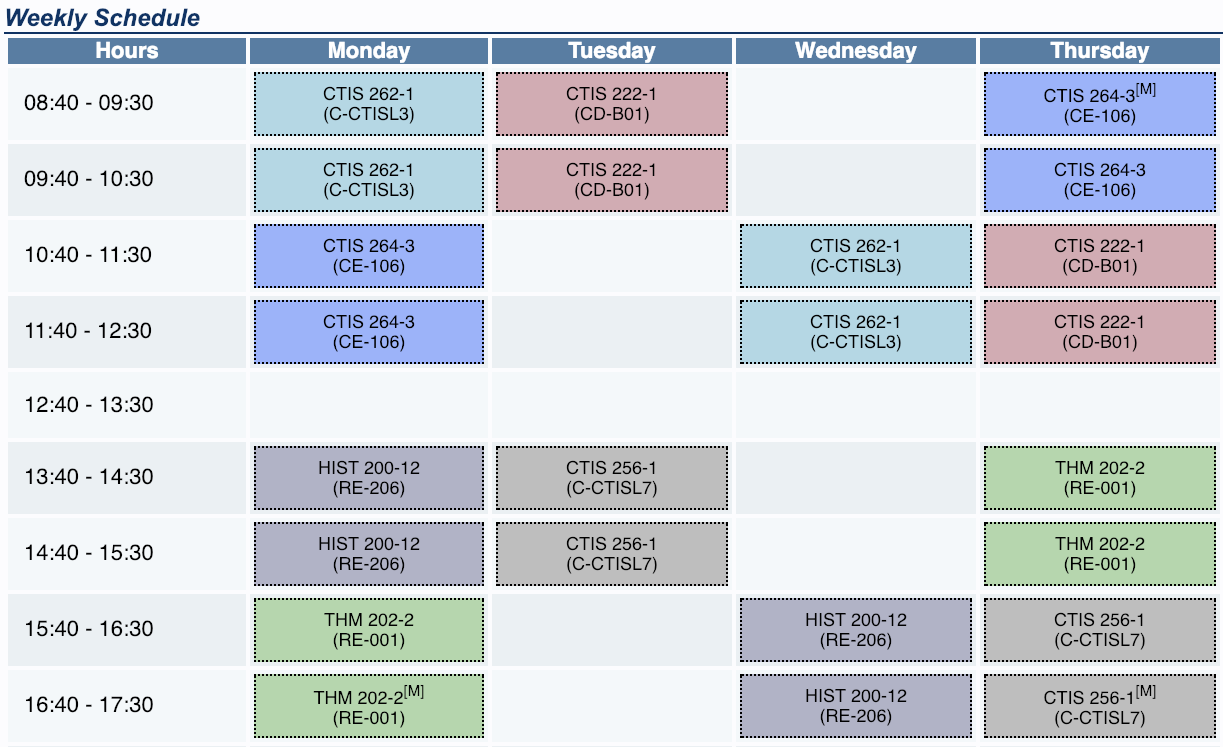 Weekly Schedule
Hours Monday Tuesday Wednesday Thursday
08:40 - 09:30
CTIS 262-1
(C-CTISL3)
CTIS 222-1
(CD-B01)
CTIS 264-3[M]
(CE-106)
09:40 - 10:30
CTIS 262-1
(C-CTISL3)
CTIS 222-1
(CD-B01)
CTIS 264-3
(CE-106)
10:40 - 11:30
CTIS 264-3
(CE-106)
CTIS 262-1
(C-CTISL3)
CTIS 222-1
(CD-B01)
11:40 - 12:30
CTIS 264-3
(CE-106)
CTIS 262-1
(C-CTISL3)
CTIS 222-1
(CD-B01)
12:40 - 13:30
13:40 - 14:30
HIST 200-12
(RE-206)
CTIS 256-1
(C-CTISL7)
THM 202-2
(RE-001)
14:40 - 15:30
HIST 200-12
(RE-206)
CTIS 256-1
(C-CTISL7)
THM 202-2
(RE-001)
15:40 - 16:30
THM 202-2
(RE-001)
HIST 200-12
(RE-206)
CTIS 256-1
(C-CTISL7)
16:40 - 17:30
THM 202-2[M]
(RE-001)
HIST 200-12
(RE-206)
CTIS 256-1[M]
(C-CTISL7)